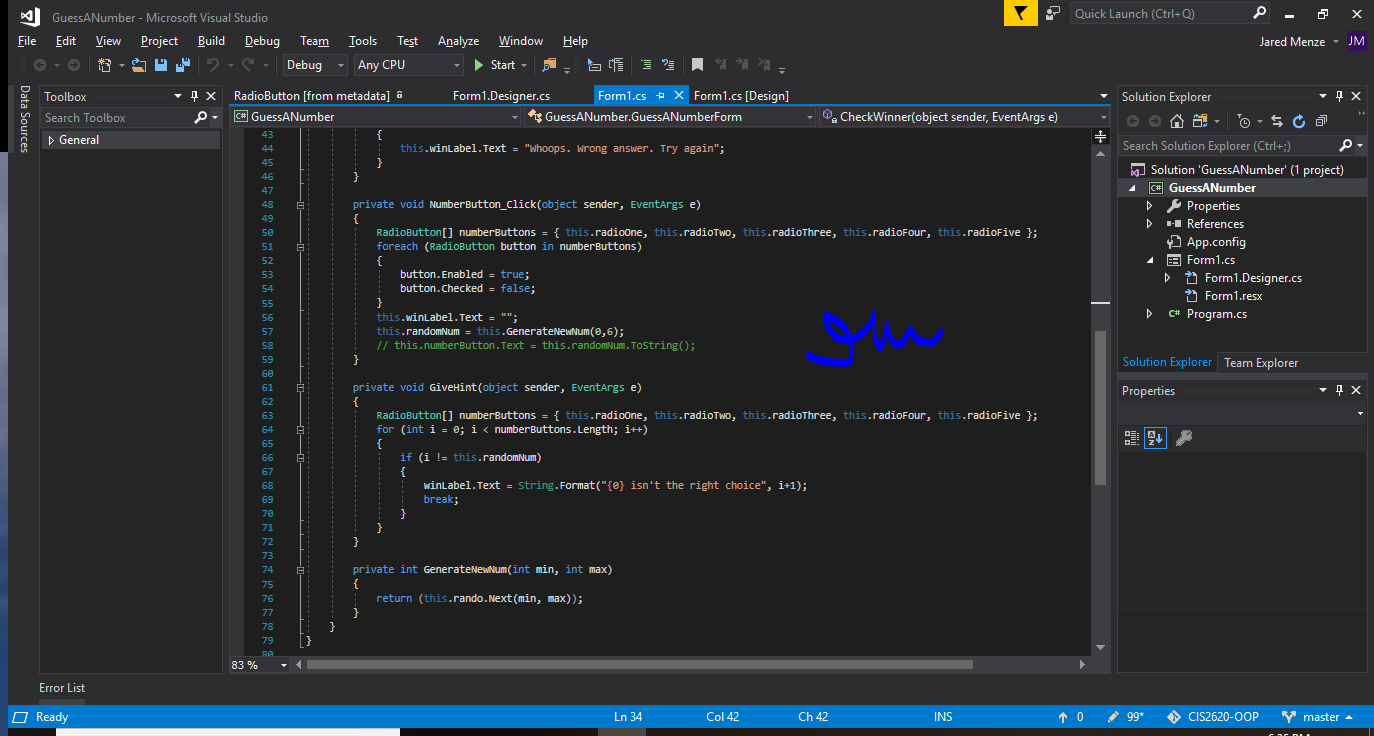 GuessANumber - Microsoft Visual Studio
Quick Launch (Ctrl+Q)
File Edit View Project Build Debug Team Tools Test Analyze Window Help
Jared Menze JM
Debug Any CPU Start
Data Sources
Toolbox
Search Toolbox
General
RadioButton [from metadata] Form1.Designer.cs Form1.cs Form1.cs [Design]
GuessANumber GuessANumber.GuessANumberForm CheckWinner(object sender, EventArgs e)
43 {
44 this.winLabel.Text = "Whoops. Wrong answer. Try again";
45 }
46 }
47
48 private void NumberButton_Click(object sender, EventArgs e)
49 {
50 RadioButton[] numberButtons = { this.radioOne, this.radioTwo, this.radioThree, this.radioFour, this.radioFive };
51 foreach (RadioButton button in numberButtons)
52 {
53 button.Enabled = true;
54 button.Checked = false;
55 }
56 this.winLabel.Text = "";
57 this.randomNum = this.GenerateNewNum(0,6);
58 // this.numberButton.Text = this.randomNum.ToString();
59 }
60
61 private void GiveHint(object sender, EventArgs e)
62 {
63 RadioButton[] numberButtons = { this.radioOne, this.radioTwo, this.radioThree, this.radioFour, this.radioFive };
64 for (int i = 0; i < numberButtons.Length; i++)
65 {
66 if (i != this.randomNum)
67 {
68 winLabel.Text = String.Format("{0} isn't the right choice", i+1);
69 break;
70 }
71 }
72 }
73
74 private int GenerateNewNum(int min, int max)
75 {
76 return (this.rando.Next(min, max));
77 }
78 }
79 }
80
83 %
Solution Explorer
Search Solution Explorer (Ctrl+;)
Solution 'GuessANumber' (1 project)
GuessANumber
Properties
References
App.config
Form1.cs
Form1.Designer.cs
Form1.resx
Program.cs
Solution Explorer Team Explorer
Properties
Error List
Ready Ln 34 Col 42 Ch 42 INS 0 99* CIS2620-OOP master